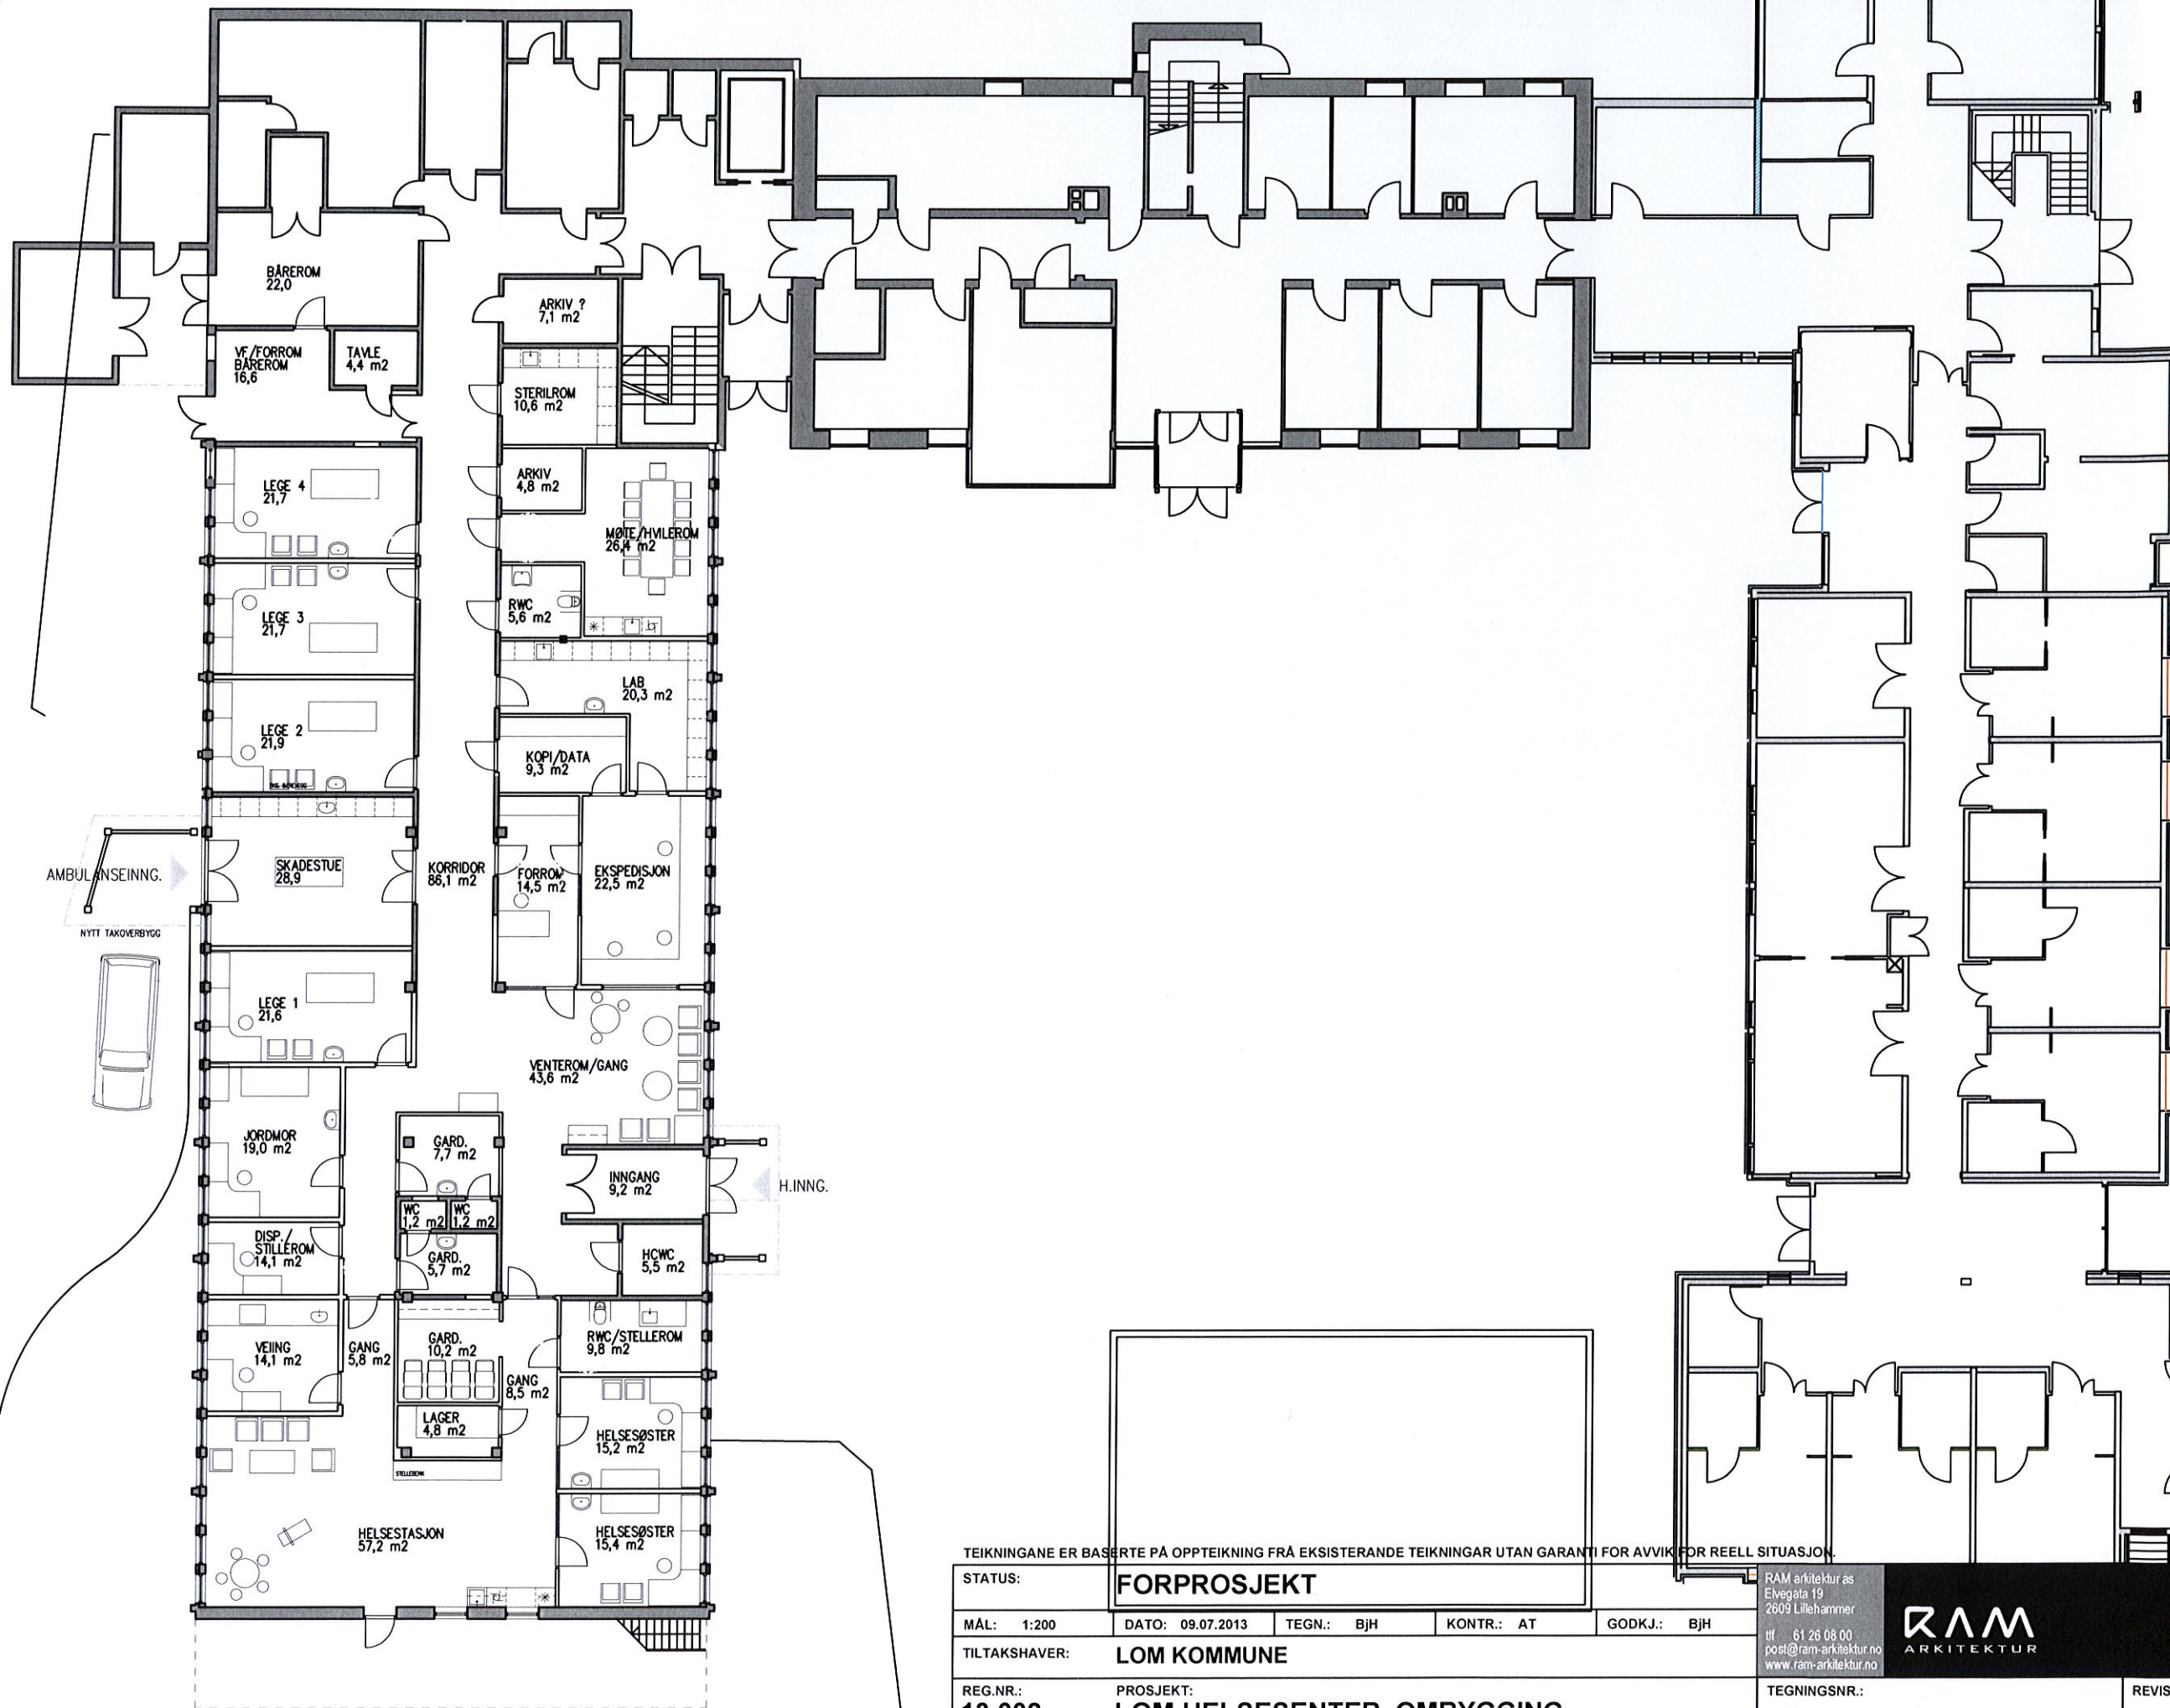 BÅREROM
22,0
ARKIV ?
7,1 m2
VF/FORROM
BÅREROM
16,6
TAVLE
4,4 m2
STERILROM
10,6 m2
LEGE 4
21,7
ARKIV
4,8 m2
MØTE/HVILEROM
26,4 m2
LEGE 3
21,7
RWC
5,6 m2
LAB
20,3 m2
LEGE 2
21,9
KOPI/DATA
9,3 m2
AMBULANSEINNG.
SKADESTUE
28,9
KORRIDOR
86,1 m2
FORROM
14,5 m2
EKSPEDISJON
22,5 m2
NYTT TAKOVERBYGG
LEGE 1
21,6
VENTEROM/GANG
43,6 m2
JORDMOR
19,0 m2
GARD.
7,7 m2
INNGANG
9,2 m2
H.INNG.
WC
1,2 m2
WC
1,2 m2
DISP./
STILLEROM
14,1 m2
GARD.
5,7 m2
HCWC
5,5 m2
VEIING
14,1 m2
GANG
5,8 m2
GARD.
10,2 m2
RWC/STELLEROM
9,8 m2
GANG
8,5 m2
LAGER
4,8 m2
HELSESØSTER
15,2 m2
STELLEBENK
HELSESTASJON
57,2 m2
HELSESØSTER
15,4 m2
TEIKNINGANE ER BASERTE PÅ OPPTEIKNING FRÅ EKSISTERANDE TEIKNINGAR UTAN GARANTI FOR AVVIK FOR REELL SITUASJON.
STATUS: FORPROSJEKT
MÅL: 1:200 DATO: 09.07.2013 TEGN.: BjH KONTR.: AT GODKJ.: BjH
TILTAKSHAVER: LOM KOMMUNE
REG.NR.: PROSJEKT:
LOM HELSESENTER, OMBYGGING
RAM arkitektur as
Elvegata 19
2609 Lillehammer
tlf 61 26 08 00
post@ram-arkitektur.no
www.ram-arkitektur.no
RAM
ARKITEKTUR
TEGNINGSNR.: REVIS